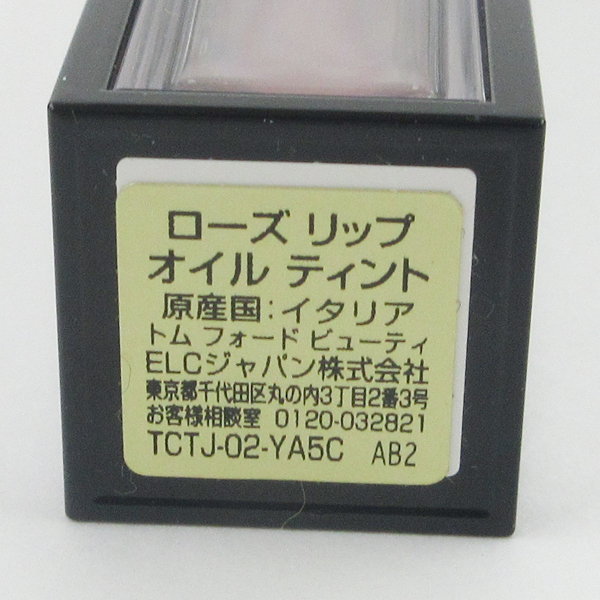 ローズ リップ
オイル ティント
原産国:イタリア
トム フォード ビューティ
ELCジャパン株式会社
東京都千代田区丸の内3丁目2番3号
お客様相談室 0120-032821
TCTJ-02-YA5C AB2